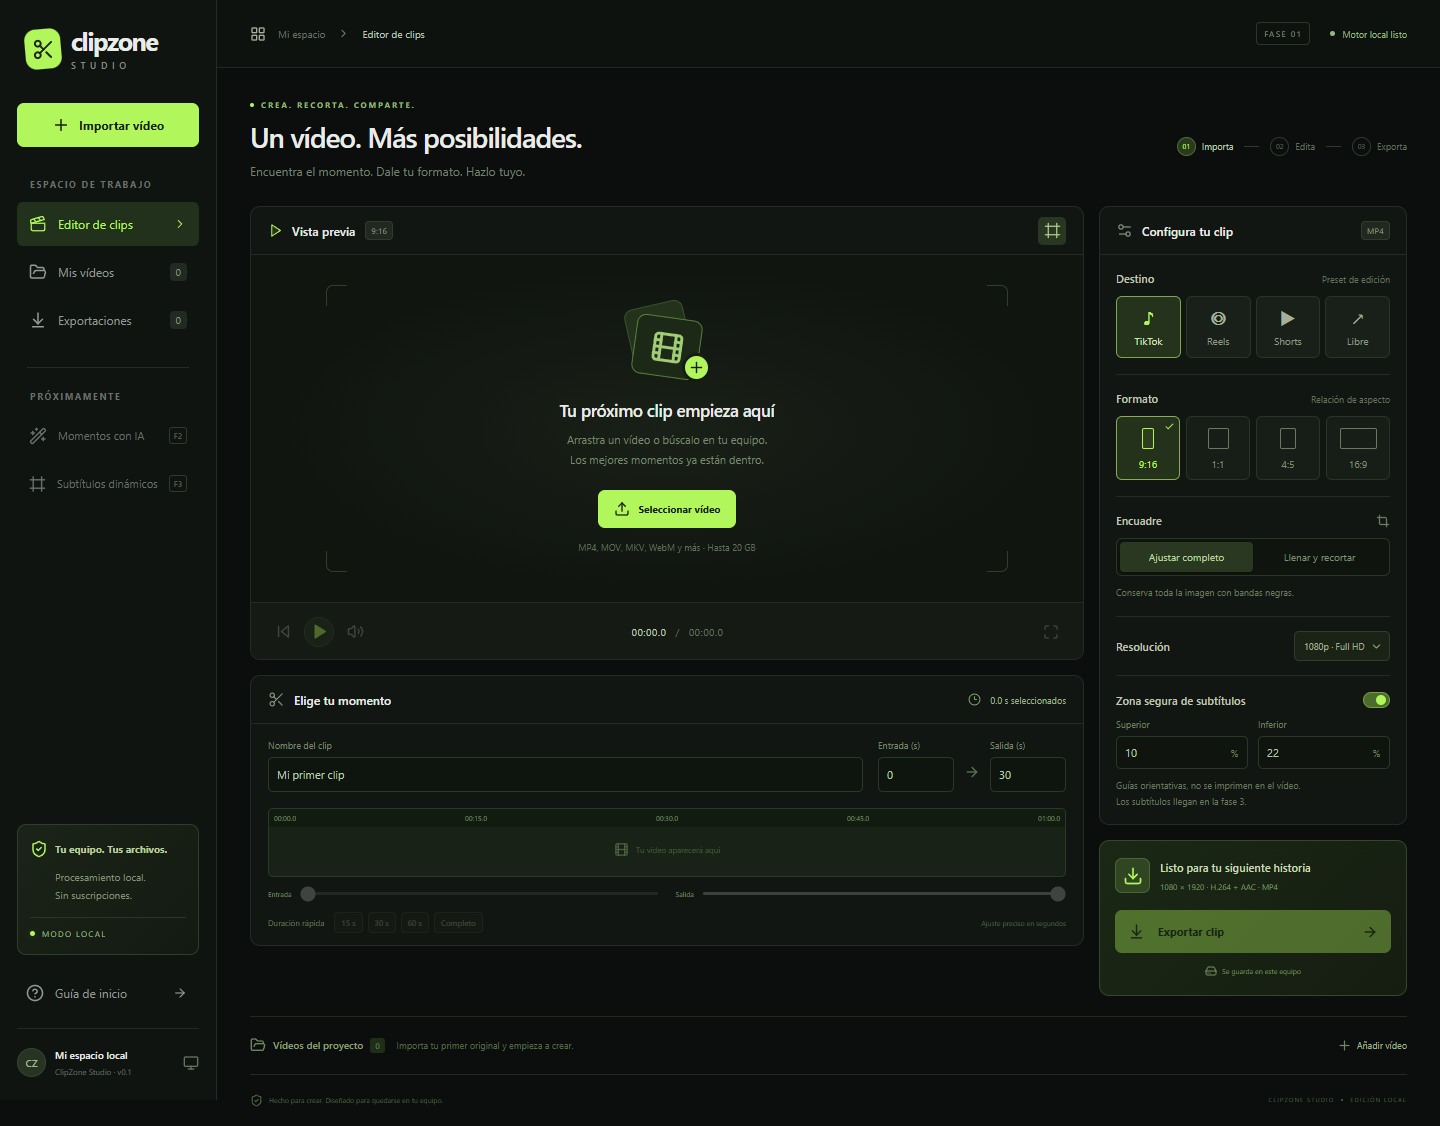 clipzone
STUDIO
Importar vídeo
ESPACIO DE TRABAJO
Editor de clips
Mis vídeos 0
Exportaciones 0
PRÓXIMAMENTE
Momentos con IA F2
Subtítulos dinámicos F3
Tu equipo. Tus archivos.
Procesamiento local.
Sin suscripciones.
MODO LOCAL
Guía de inicio
CZ
Mi espacio local
ClipZone Studio · v0.1
Mi espacio
Editor de clips
FASE 01
Motor local listo
CREA. RECORTA. COMPARTE.
Un vídeo. Más posibilidades.
Encuentra el momento. Dale tu formato. Hazlo tuyo.
01 Importa
02 Edita
03 Exporta
Vista previa 9:16
Tu próximo clip empieza aquí
Arrastra un vídeo o búscalo en tu equipo.
Los mejores momentos ya están dentro.
Seleccionar vídeo
MP4, MOV, MKV, WebM y más · Hasta 20 GB
00:00.0 / 00:00.0
Elige tu momento
0.0 s seleccionados
Nombre del clip
Mi primer clip
Entrada (s)
0
Salida (s)
30
00:00.0 00:15.0 00:30.0 00:45.0 01:00.0
Tu vídeo aparecerá aquí
Entrada
Salida
Duración rápida 15 s 30 s 60 s Completo
Ajuste preciso en segundos
Configura tu clip MP4
Destino
Preset de edición
TikTok Reels Shorts Libre
Formato
Relación de aspecto
9:16 1:1 4:5 16:9
Encuadre
Ajustar completo Llenar y recortar
Conserva toda la imagen con bandas negras.
Resolución
1080p · Full HD
Zona segura de subtítulos
Superior Inferior
10 % 22 %
Guías orientativas, no se imprimen en el vídeo.
Los subtítulos llegan en la fase 3.
Listo para tu siguiente historia
1080 × 1920 · H.264 + AAC · MP4
Exportar clip
Se guarda en este equipo
Vídeos del proyecto 0
Importa tu primer original y empieza a crear.
Añadir vídeo
Hecho para crear. Diseñado para quedarse en tu equipo.
CLIPZONE STUDIO • EDICIÓN LOCAL